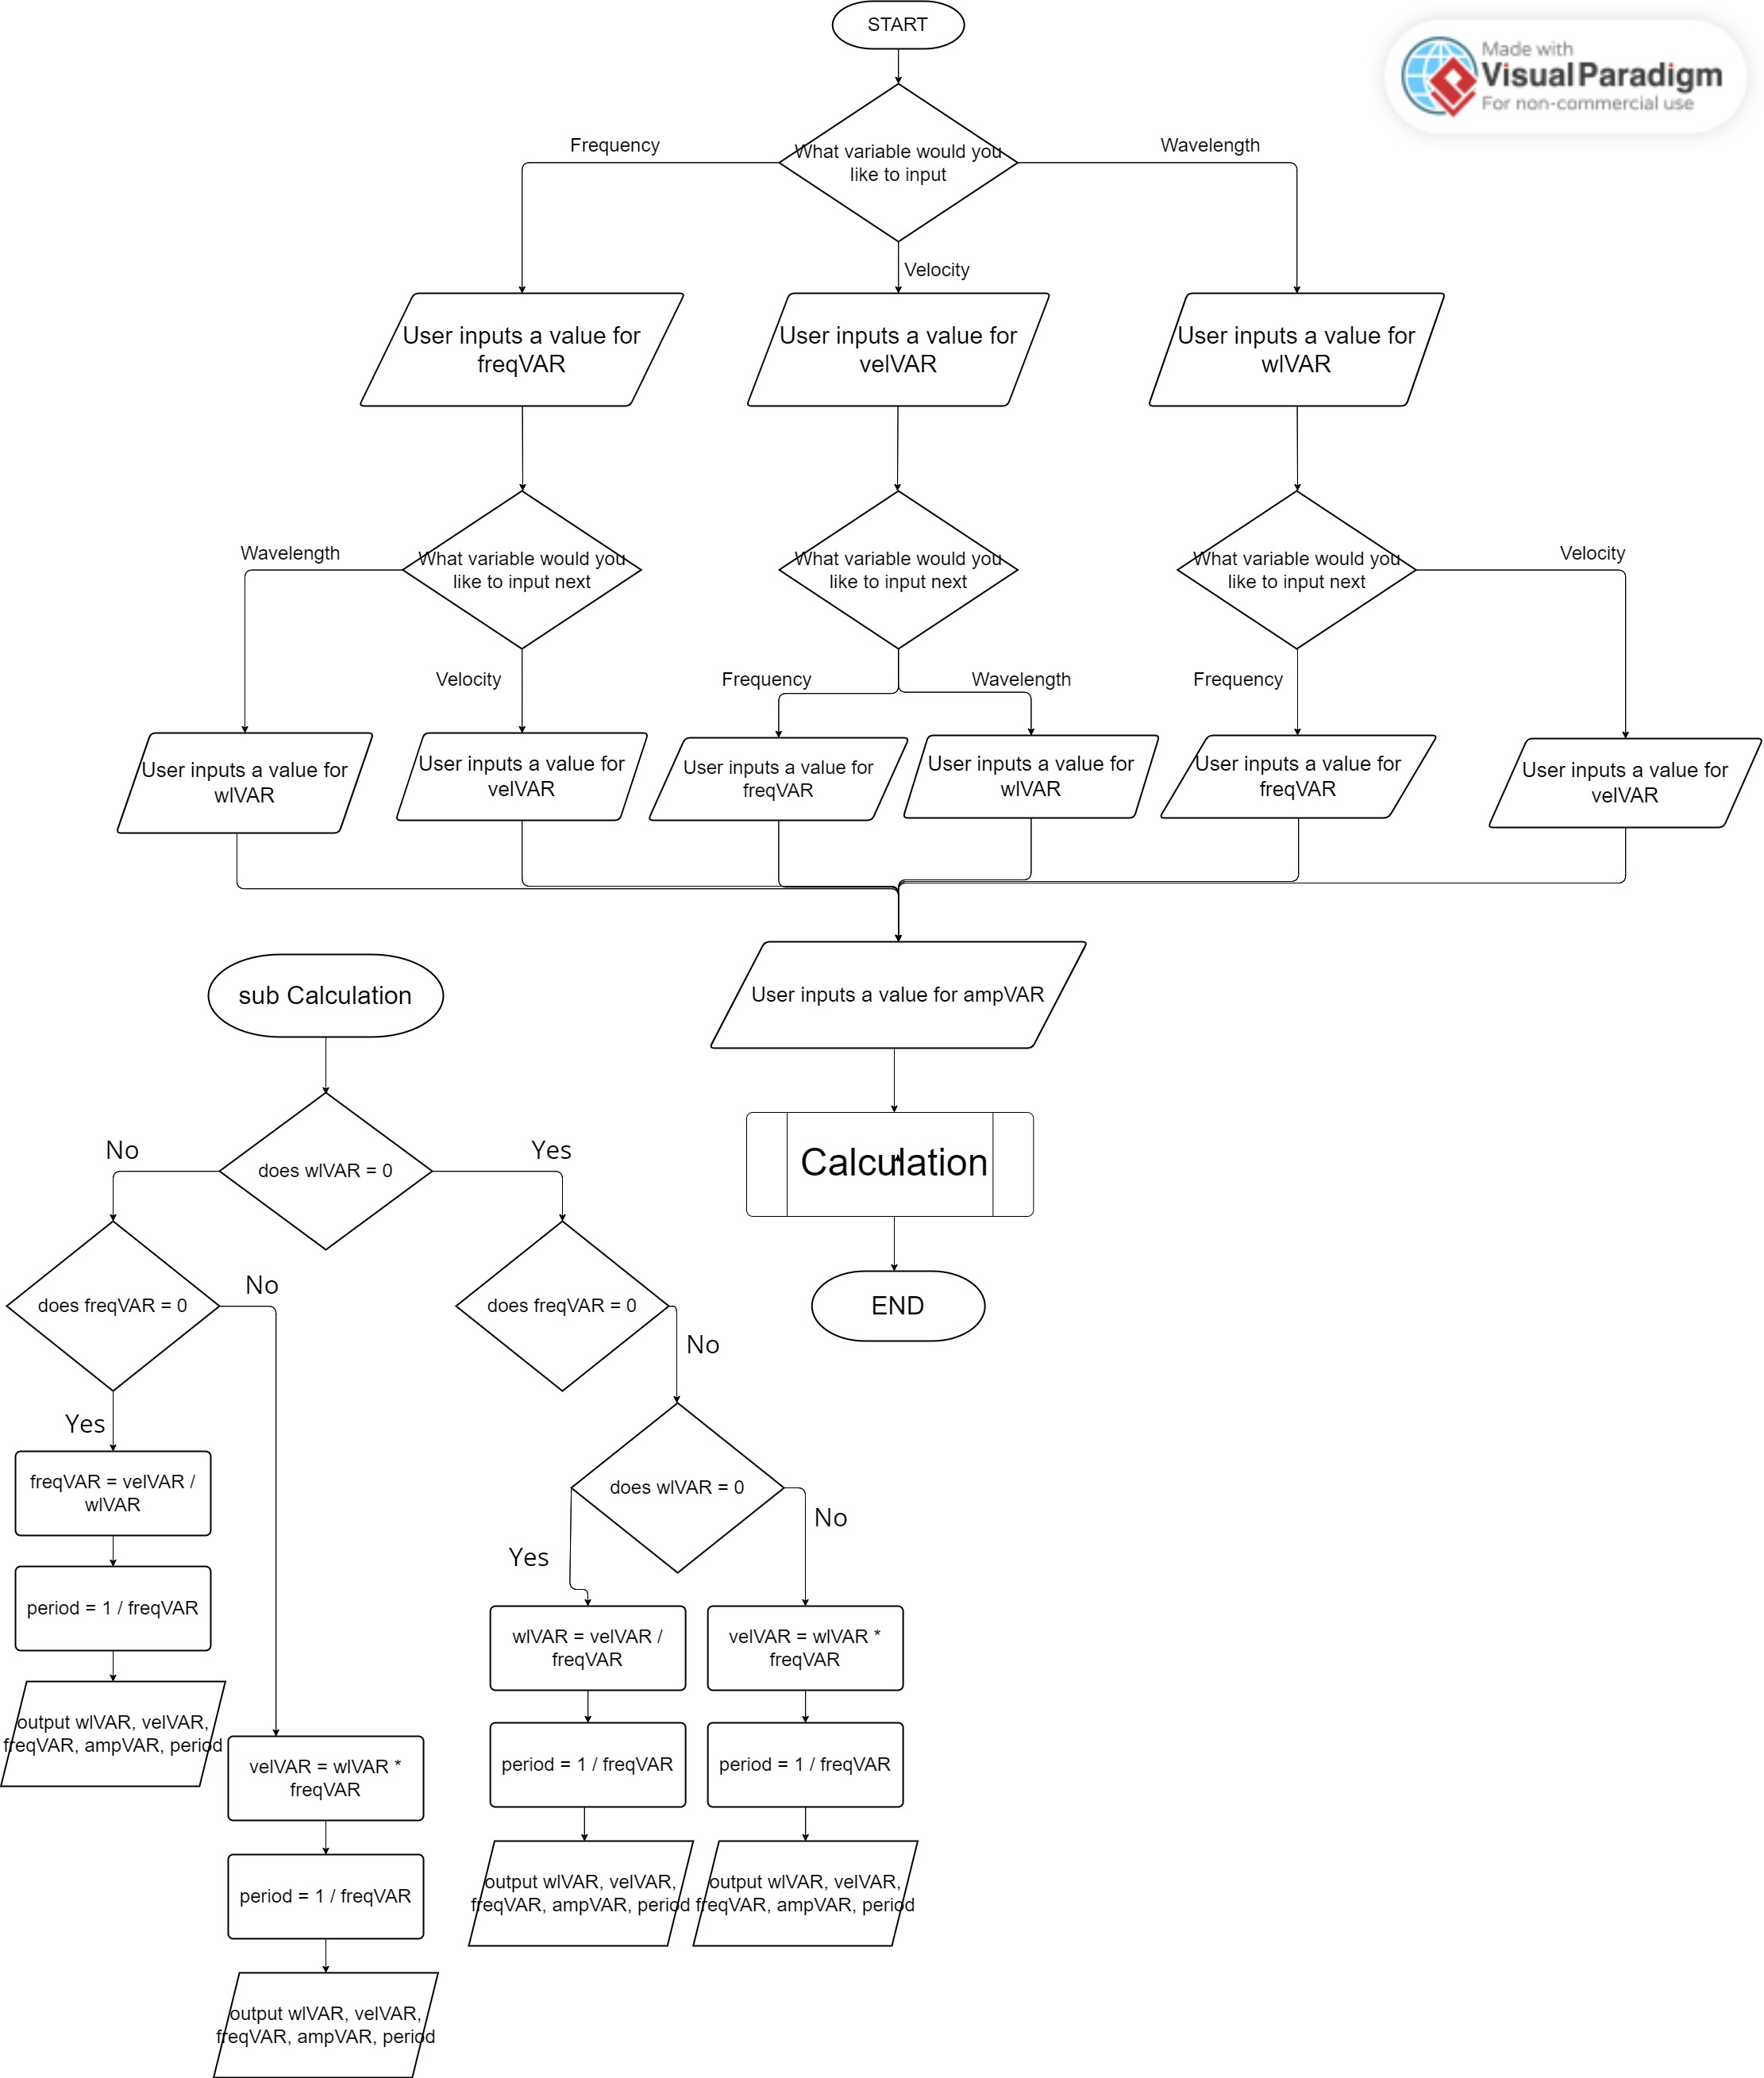 START
Made with
Visual Paradigm
For non-commercial use
Frequency
What variable would you
like to input
Wavelength
Velocity
User inputs a value for
freqVAR
User inputs a value for
velVAR
User inputs a value for
wlVAR
Wavelength
What variable would you
like to input next
What variable would you
like to input next
What variable would you
like to input next
Velocity
Velocity
Frequency
Wavelength
Frequency
User inputs a value for
wlVAR
User inputs a value for
velVAR
User inputs a value for
freqVAR
User inputs a value for
wlVAR
User inputs a value for
freqVAR
User inputs a value for
velVAR
User inputs a value for ampVAR
Calculation
END
sub Calculation
does wlVAR = 0
No
Yes
does freqVAR = 0
No
does freqVAR = 0
No
Yes
freqVAR = velVAR /
wlVAR
period = 1 / freqVAR
output wlVAR, velVAR,
freqVAR, ampVAR, period
velVAR = wlVAR *
freqVAR
period = 1 / freqVAR
output wlVAR, velVAR,
freqVAR, ampVAR, period
does wlVAR = 0
Yes
No
wlVAR = velVAR /
freqVAR
period = 1 / freqVAR
output wlVAR, velVAR,
freqVAR, ampVAR, period
velVAR = wlVAR *
freqVAR
period = 1 / freqVAR
output wlVAR, velVAR,
freqVAR, ampVAR, period